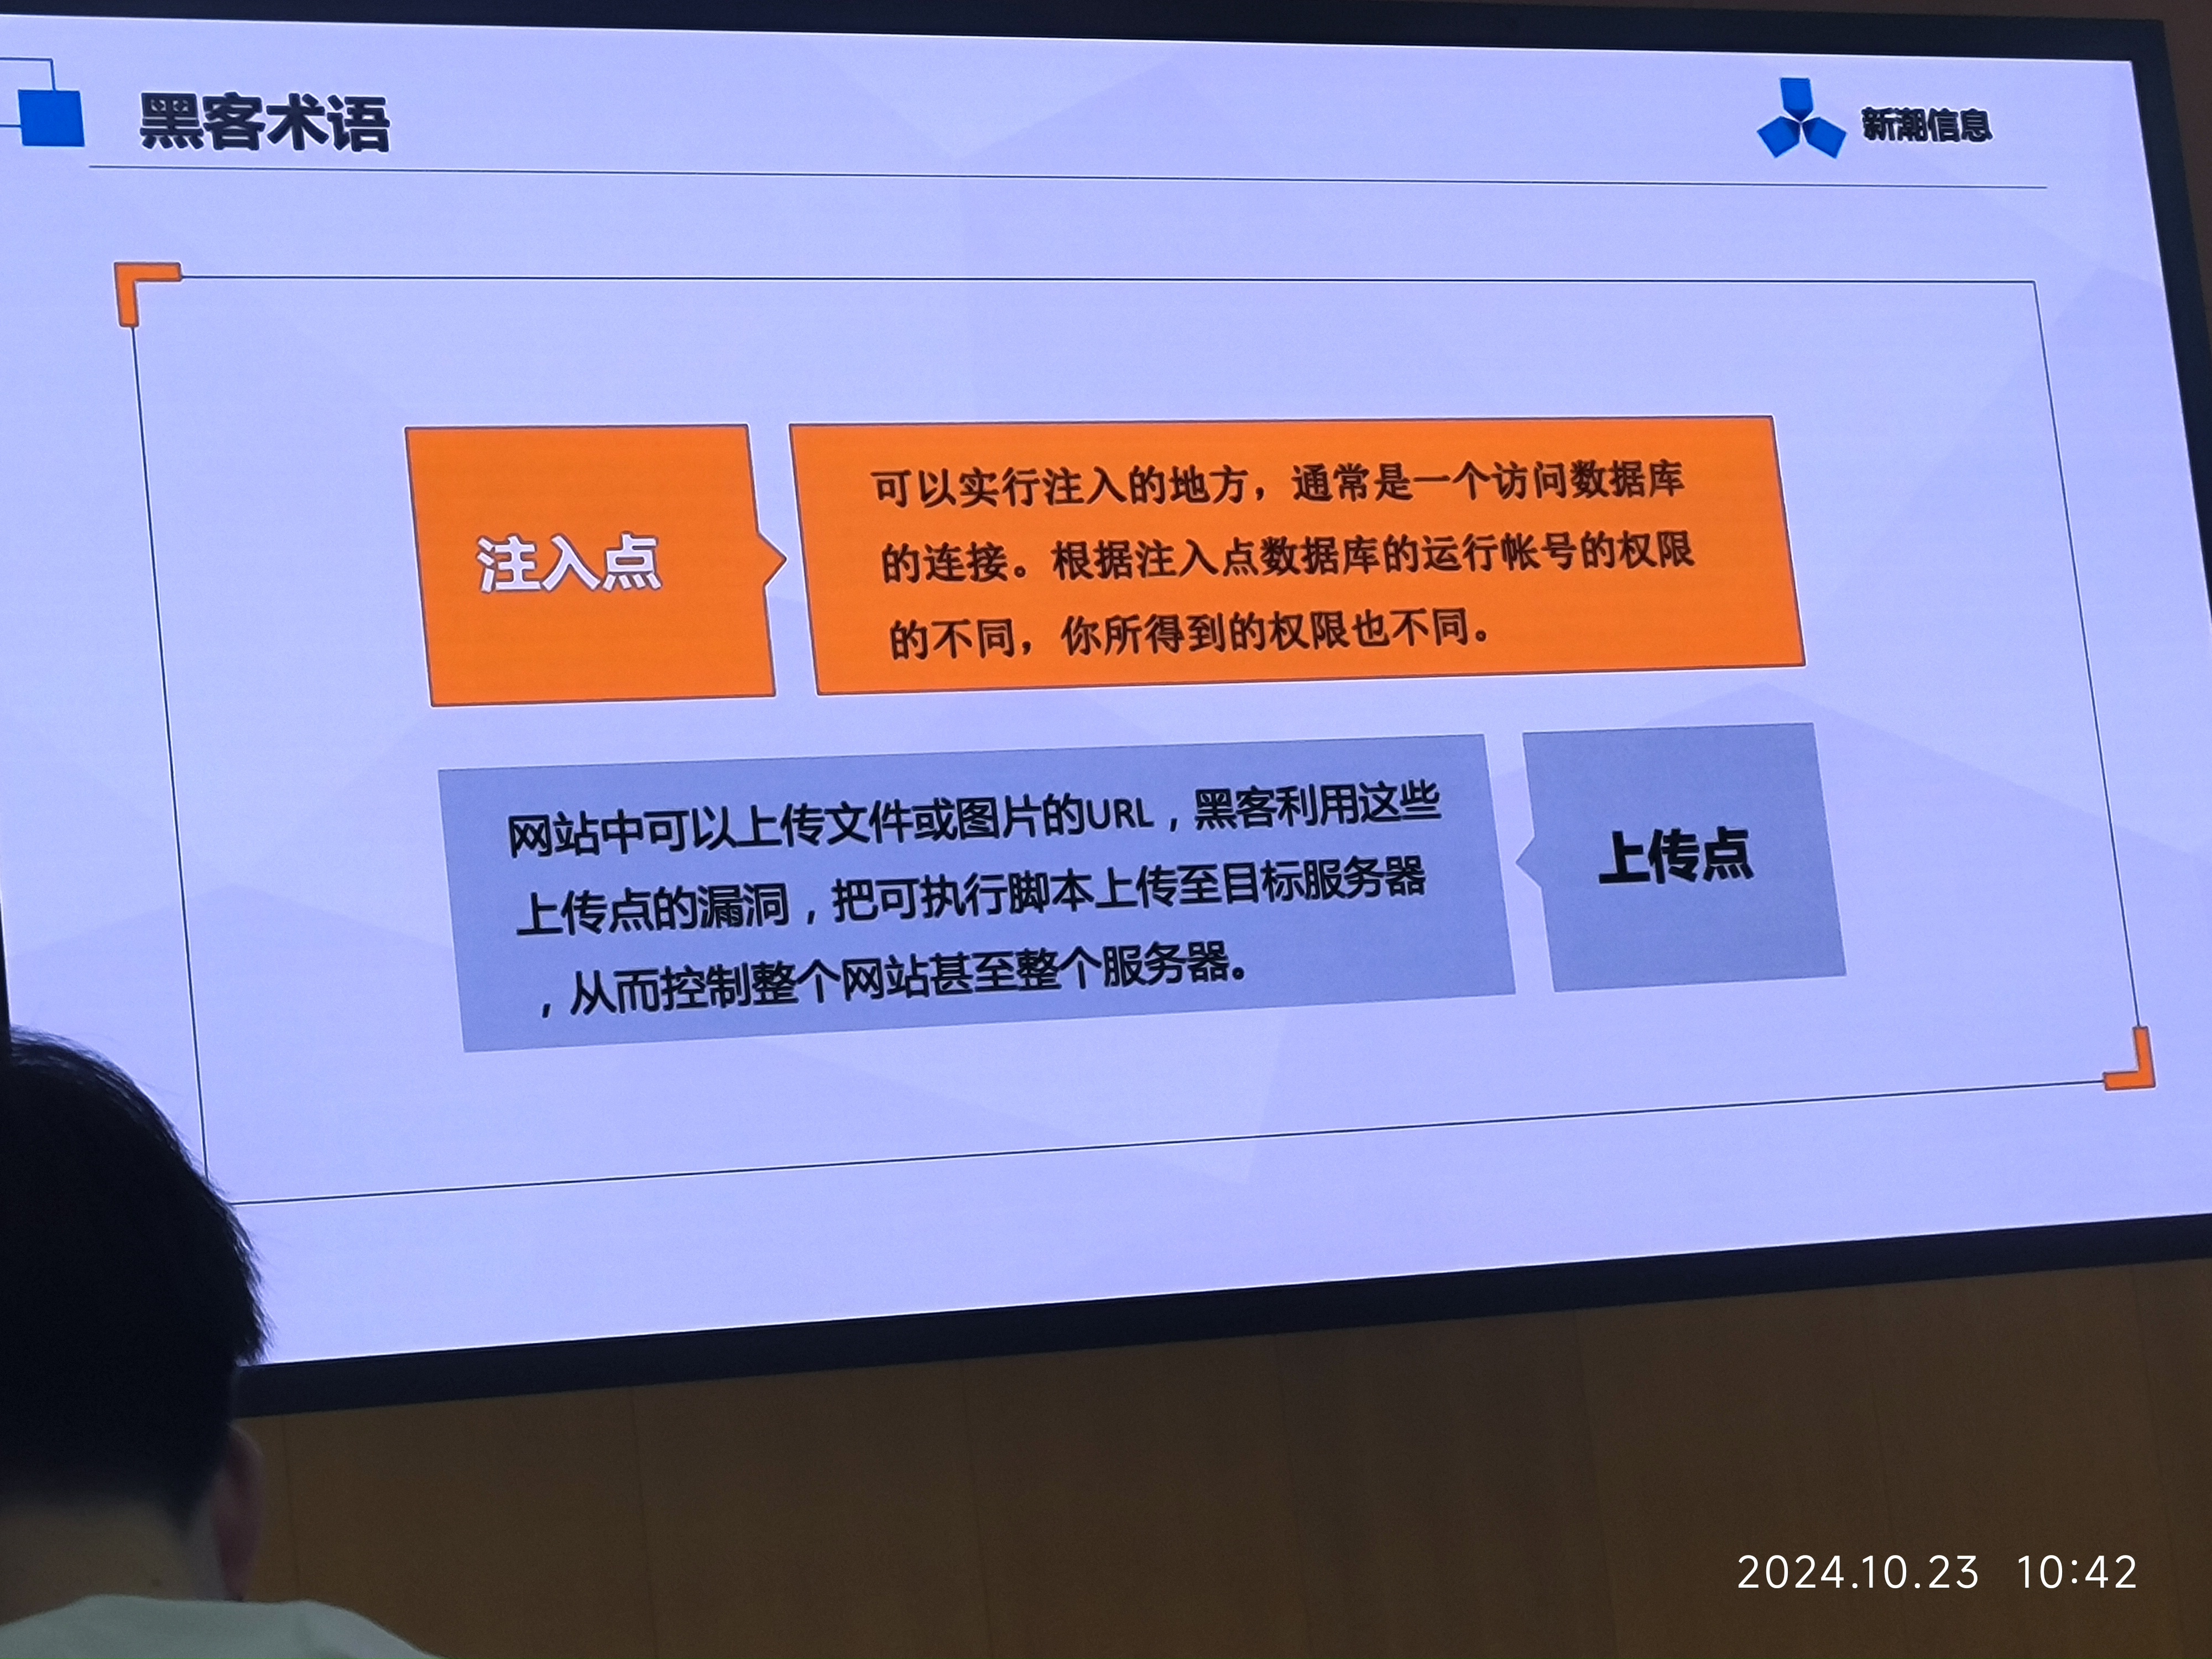 黑客术语
新潮信息
注入点
可以实行注入的地方，通常是一个访问数据库
的连接。根据注入点数据库的运行帐号的权限
的不同，你所得到的权限也不同。
网站中可以上传文件或图片的URL，黑客利用这些
上传点的漏洞，把可执行脚本上传至目标服务器
，从而控制整个网站甚至整个服务器。
上传点
2024.10.23 10:42